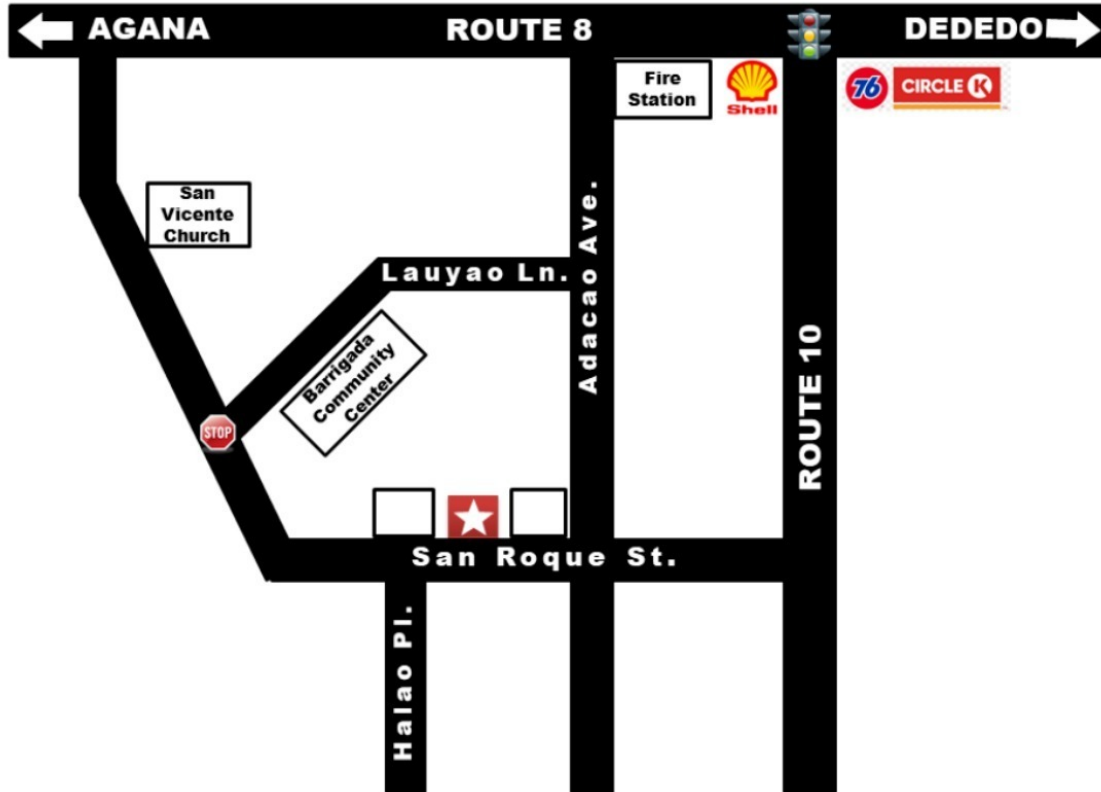 AGANA
ROUTE 8
DEDEDO
Fire
Station
Shell
76
CIRCLE K
San
Vicente
Church
Adacao Ave.
Lauyao Ln.
Barrigada
Community
Center
ROUTE 10
STOP
San Roque St.
Halao Pl.